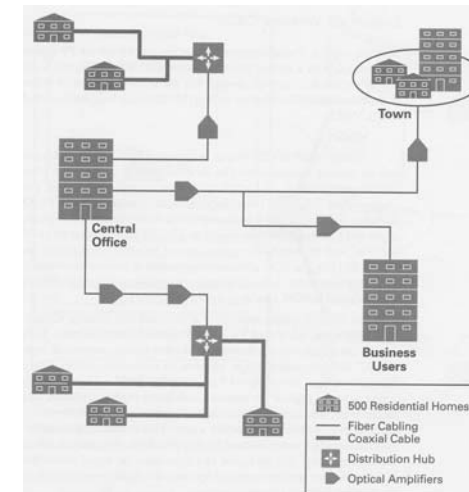 Town
Central
Office
Business
Users
500 Residential Homes
Fiber Cabling
Coaxial Cable
Distribution Hub
Optical Amplifiers